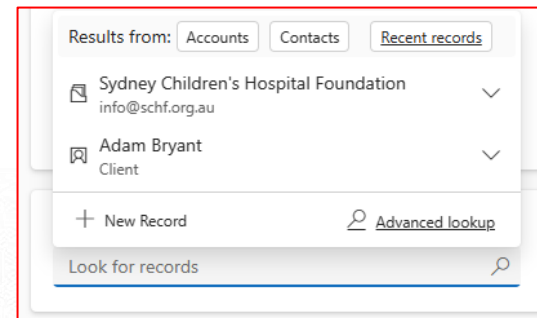 Results from: Accounts Contacts Recent records
Sydney Children's Hospital Foundation
info@schf.org.au
Adam Bryant
Client
New Record Advanced lookup
Look for records